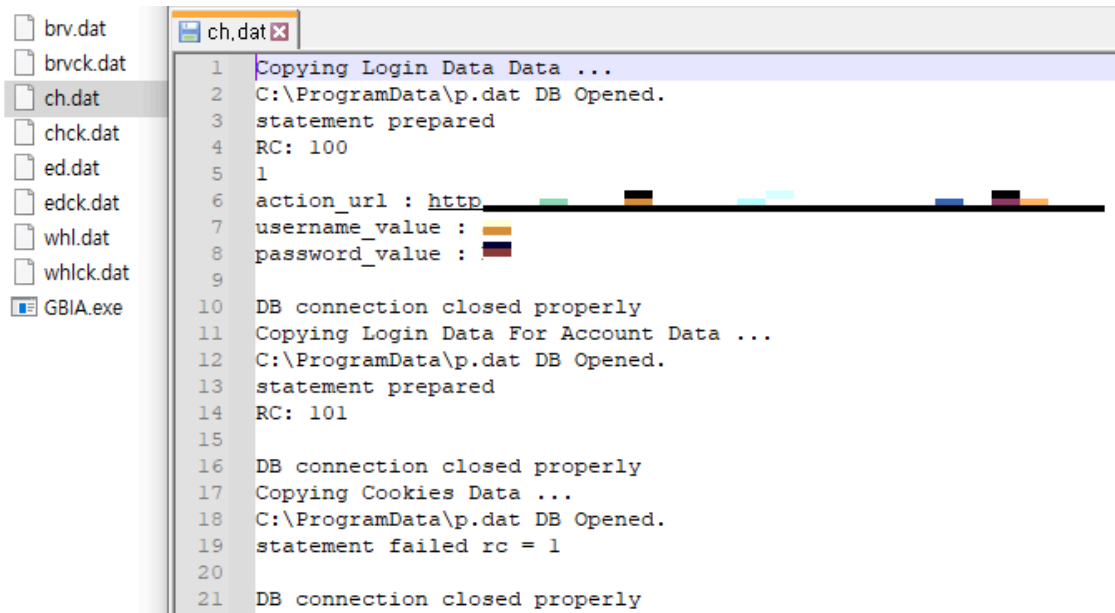 brv.dat
brvck.dat
ch.dat
chck.dat
ed.dat
edck.dat
whl.dat
whlck.dat
GBIA.exe
ch,dat
1 Copying Login Data Data ...
2 C:\ProgramData\p.dat DB Opened.
3 statement prepared
4 RC: 100
5 1
6 action_url : http
7 username_value :
8 password_value :
9
10 DB connection closed properly
11 Copying Login Data For Account Data ...
12 C:\ProgramData\p.dat DB Opened.
13 statement prepared
14 RC: 101
15
16 DB connection closed properly
17 Copying Cookies Data ...
18 C:\ProgramData\p.dat DB Opened.
19 statement failed rc = 1
20
21 DB connection closed properly